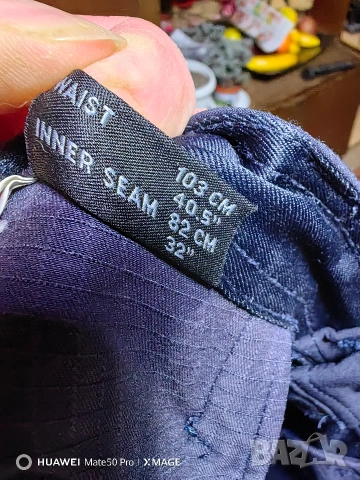 WAIST 103 CM
40.5"
INNER SEAM 82 CM
32"
HUAWEI Mate50 Pro | XMAGE
BAZAR